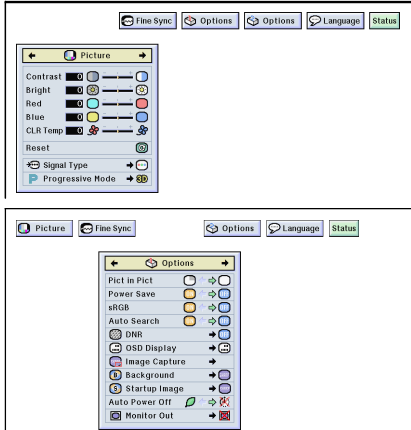 Fine Sync Options Options Language Status
Picture
Contrast 0
Bright 0
Red 0
Blue 0
CLR Temp 0
Reset
Signal Type
P Progressive Mode 3D
Picture Fine Sync Options Language Status
Options
Pict in Pict
Power Save
sRGB
Auto Search
DNR
OSD Display
Image Capture
B Background
S Startup Image
Auto Power Off
Monitor Out